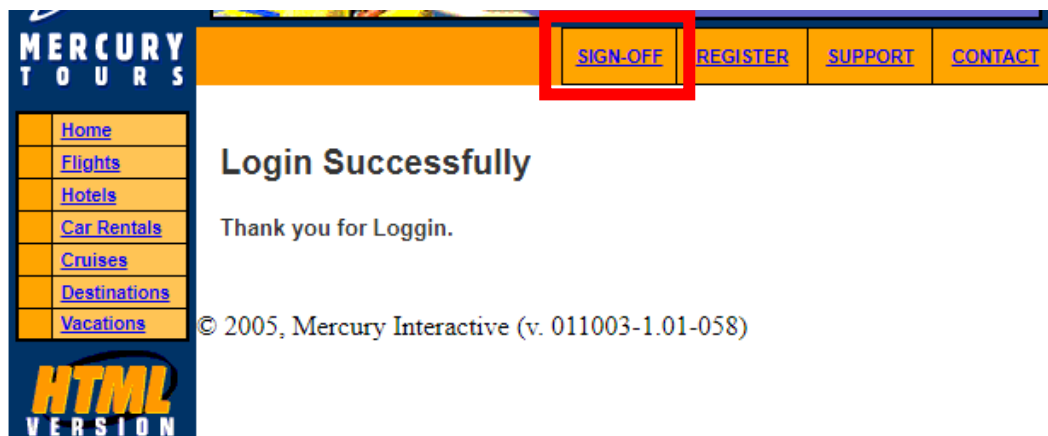 MERCURY
TOURS
SIGN-OFF REGISTER SUPPORT CONTACT
Home
Flights
Hotels
Car Rentals
Cruises
Destinations
Vacations
Login Successfully
Thank you for Loggin.
© 2005, Mercury Interactive (v. 011003-1.01-058)
HTML
VERSION